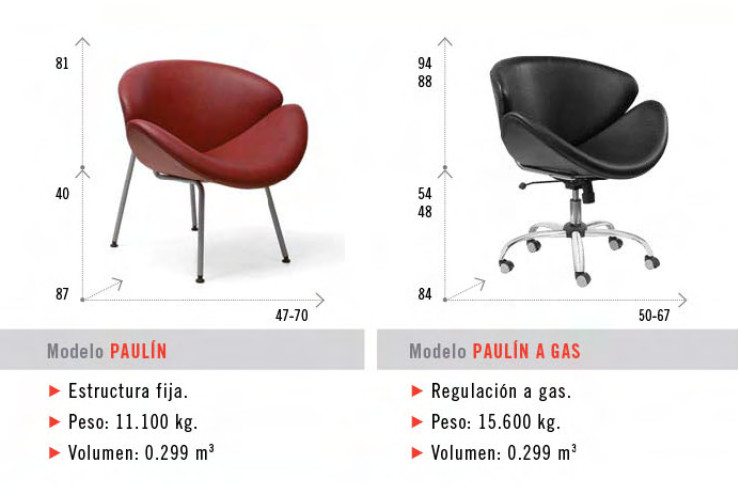 81
40
87
47-70
Modelo PAULÍN
► Estructura fija.
► Peso: 11.100 kg.
► Volumen: 0.299 m³
94
88
54
48
84
50-67
Modelo PAULÍN A GAS
► Regulación a gas.
► Peso: 15.600 kg.
► Volumen: 0.299 m³